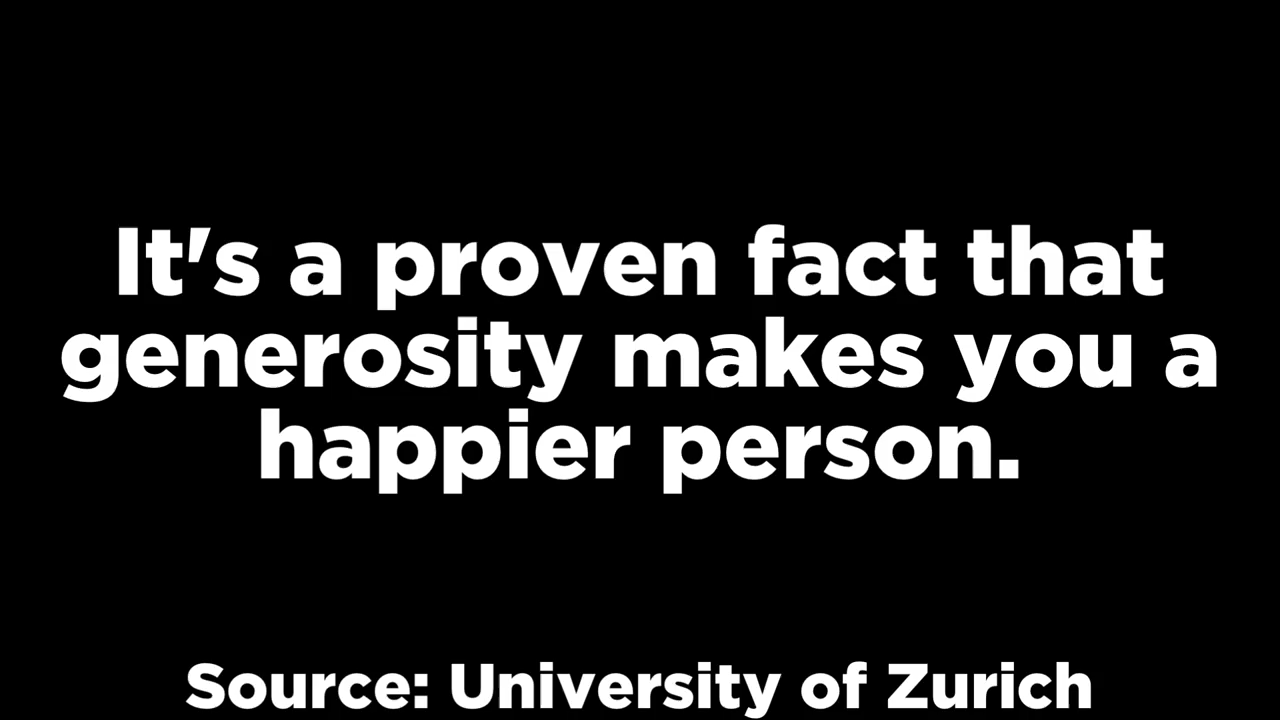 It's a proven fact that
generosity makes you a
happier person.
Source: University of Zurich